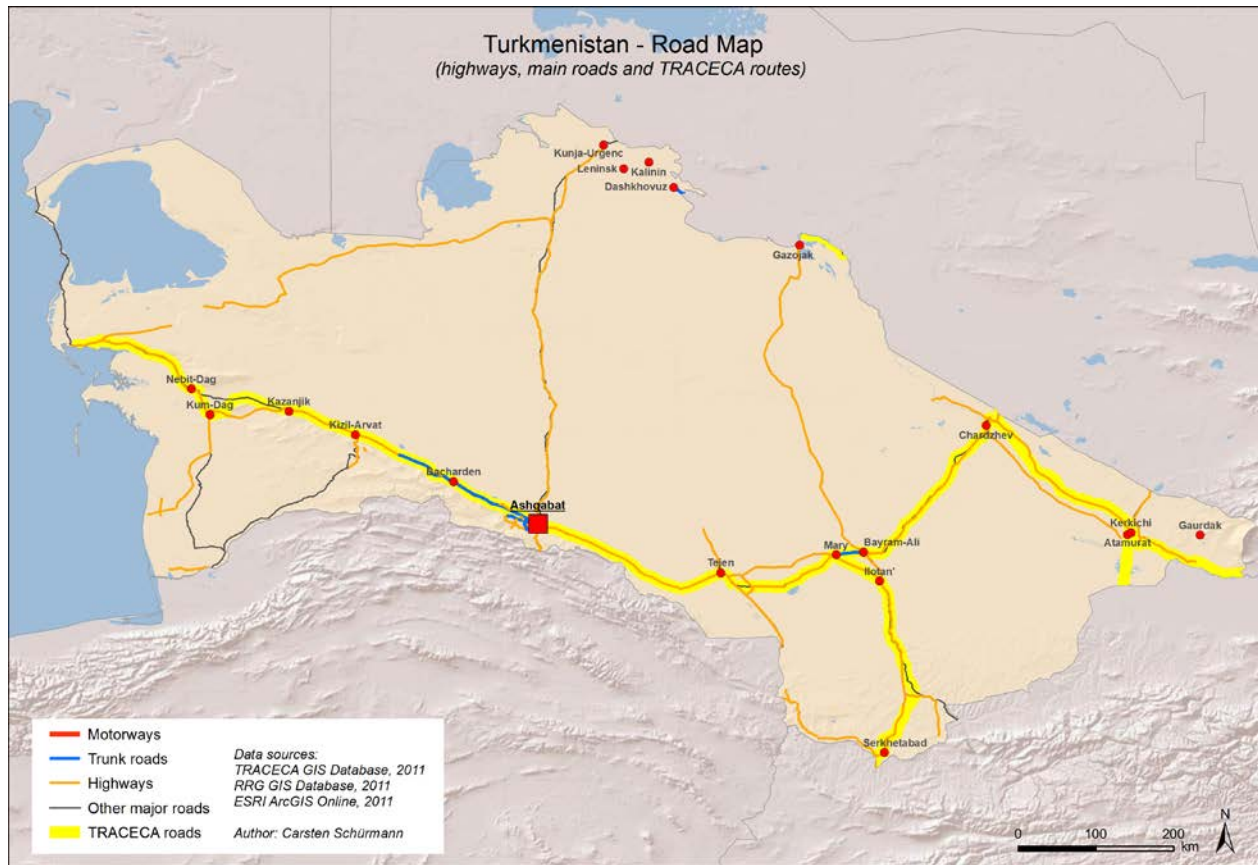 Turkmenistan - Road Map
(highways, main roads and TRACECA routes)
Kunja-Urgenc
Leninsk
Kalinin
Dashkhovuz
Gazojak
Nebit-Dag
Kum-Dag
Kazanjik
Kizil-Arvat
Chardzhev
Bacharden
Ashgabat
Kerkichi
Gaurdak
Atamurat
Mary
Bayram-Ali
Tejen
Ilotan'
Serkhetabad
Motorways
Trunk roads
Highways
Other major roads
TRACECA roads
Data sources:
TRACECA GIS Database, 2011
RRG GIS Database, 2011
ESRI ArcGIS Online, 2011
Author: Carsten Schürmann
N
0 100 200
km